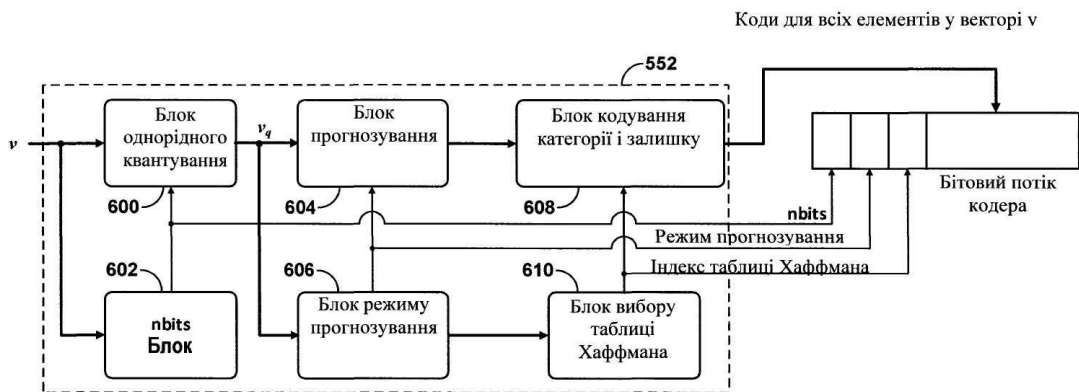 Коди для всіх елементів у векторі v
552
v
Блок
однорідного
квантування
600
v_q
Блок
прогнозування
604
Блок кодування
категорії і залишку
608
Бітовий потік
кодера
nbits
Режим прогнозування
Індекс таблиці Хаффмана
602
nbits
Блок
606
Блок режиму
прогнозування
610
Блок вибору
таблиці
Хаффмана